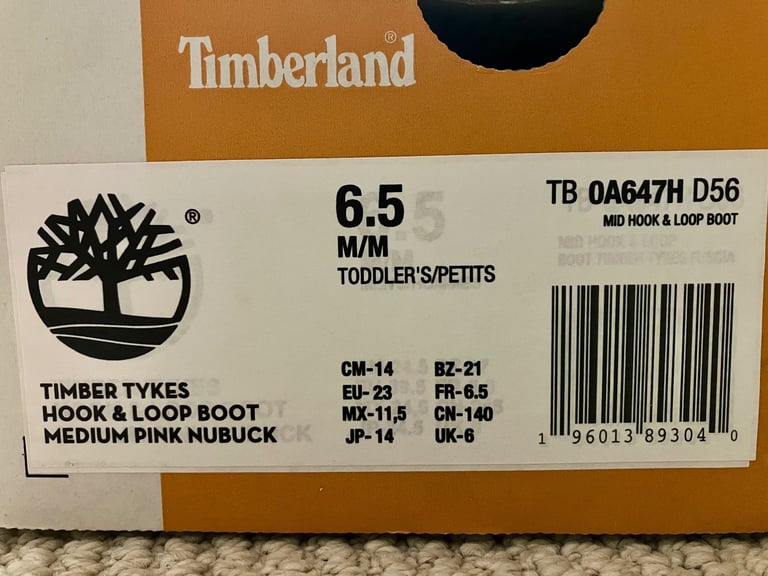 Timberland®
®
TIMBER TYKES
HOOK & LOOP BOOT
MEDIUM PINK NUBUCK
6.5
M/M
TODDLER'S/PETITS
CM-14 BZ-21
EU- 23 FR-6.5
MX-11,5 CN-140
JP-14 UK-6
TB 0A647H D56
MID HOOK & LOOP BOOT
1 96013 89304 0